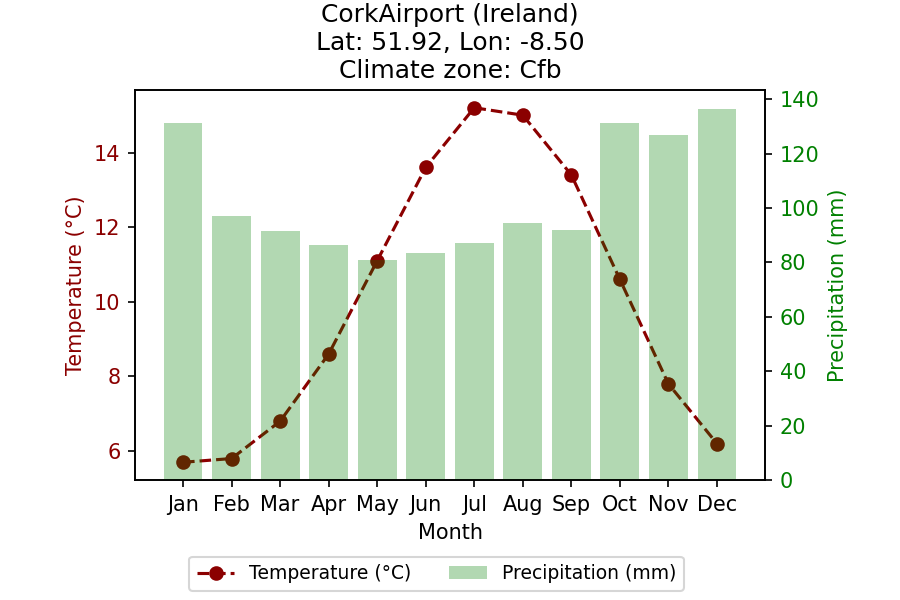 CorkAirport (Ireland)
Lat: 51.92, Lon: -8.50
Climate zone: Cfb
Temperature (°C)
14
12
10
8
6
140
120
100
80
60
40
20
0
Precipitation (mm)
Jan Feb Mar Apr May Jun Jul Aug Sep Oct Nov Dec
Month
Temperature (°C) Precipitation (mm)